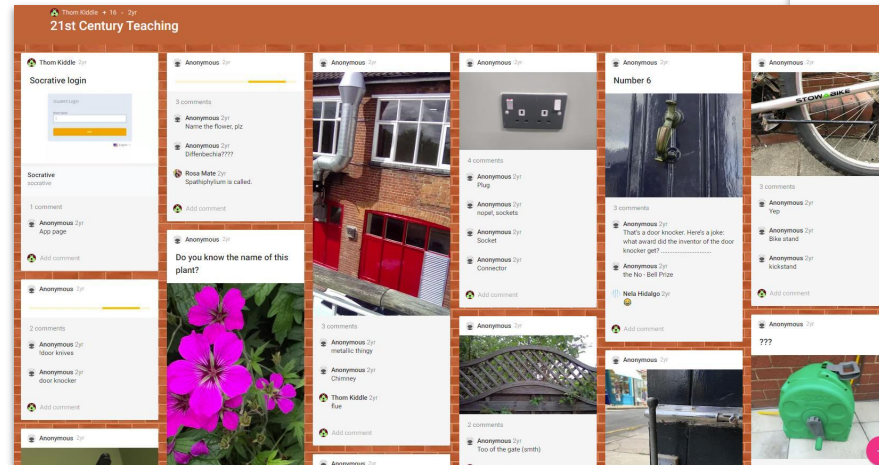 Thom Kiddle + 16 • 2yr
21st Century Teaching
Thom Kiddle 2yr
Socrative login
Student Login
English
Socrative
socrative
1 comment
Anonymous 2yr
App page
Add comment
Anonymous 2yr
2 comments
Anonymous 2yr
!door knives
Anonymous 2yr
door knocker
Add comment
Anonymous 2yr
Anonymous 2yr
3 comments
Anonymous 2yr
Name the flower, plz
Anonymous 2yr
Diffenbechia????
Rosa Mate 2yr
Spathiphylium is called.
Add comment
Anonymous 2yr
Do you know the name of this
plant?
Anonymous 2yr
3 comments
Anonymous 2yr
metallic thingy
Anonymous 2yr
Chimney
Thom Kiddle 2yr
flue
Add comment
Anonymous 2yr
Anonymous 2yr
4 comments
Anonymous 2yr
Plug
Anonymous 2yr
nope!, sockets
Anonymous 2yr
Socket
Anonymous 2yr
Connector
Add comment
Anonymous 2yr
2 comments
Anonymous 2yr
Too of the gate (smth)
Anonymous 2yr
Number 6
3 comments
Anonymous 2yr
That's a door knocker. Here's a joke:
what award did the inventor of the door
knocker get? ............................
Anonymous 2yr
the No - Bell Prize
Nela Hidalgo 2yr
😂
Add comment
Anonymous 2yr
Anonymous 2yr
STOWABIKE
3 comments
Anonymous 2yr
Yep
Anonymous 2yr
Bike stand
Anonymous 2yr
kickstand
Add comment
Anonymous 2yr
???